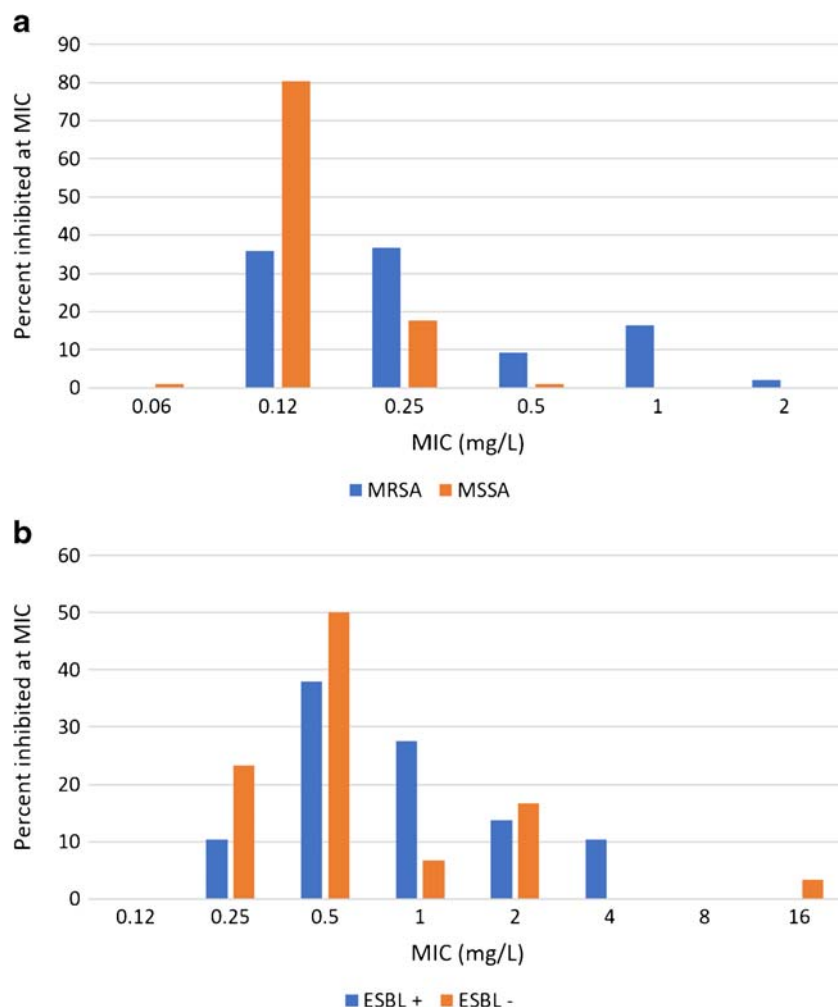 a
90
80
70
60
50
40
30
20
10
0
Percent inhibited at MIC
0.06 0.12 0.25 0.5 1 2
MIC (mg/L)
MRSA MSSA
b
60
50
40
30
20
10
0
Percent inhibited at MIC
0.12 0.25 0.5 1 2 4 8 16
MIC (mg/L)
ESBL + ESBL -